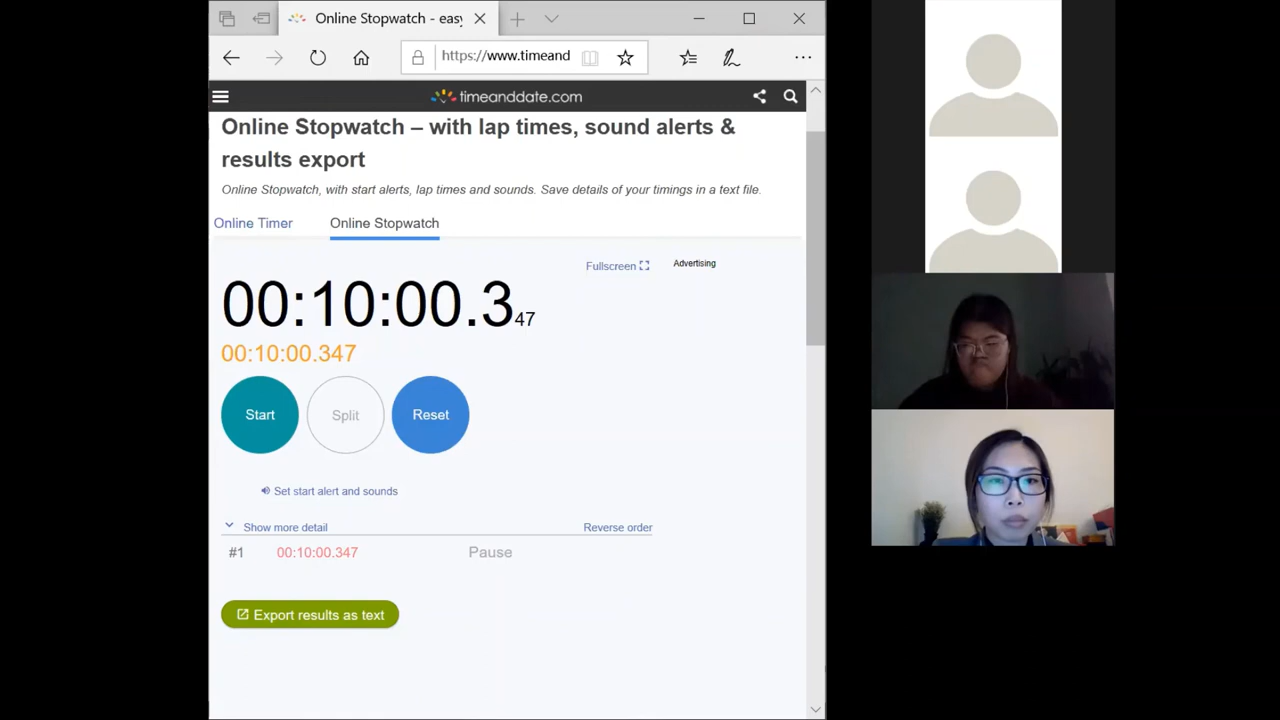 Online Stopwatch - easy
https://www.timeand
timeanddate.com
Online Stopwatch – with lap times, sound alerts &
results export
Online Stopwatch, with start alerts, lap times and sounds. Save details of your timings in a text file.
Online Timer
Online Stopwatch
Fullscreen
Advertising
00:10:00.347
00:10:00.347
Start
Split
Reset
Set start alert and sounds
Show more detail
Reverse order
#1 00:10:00.347 Pause
Export results as text